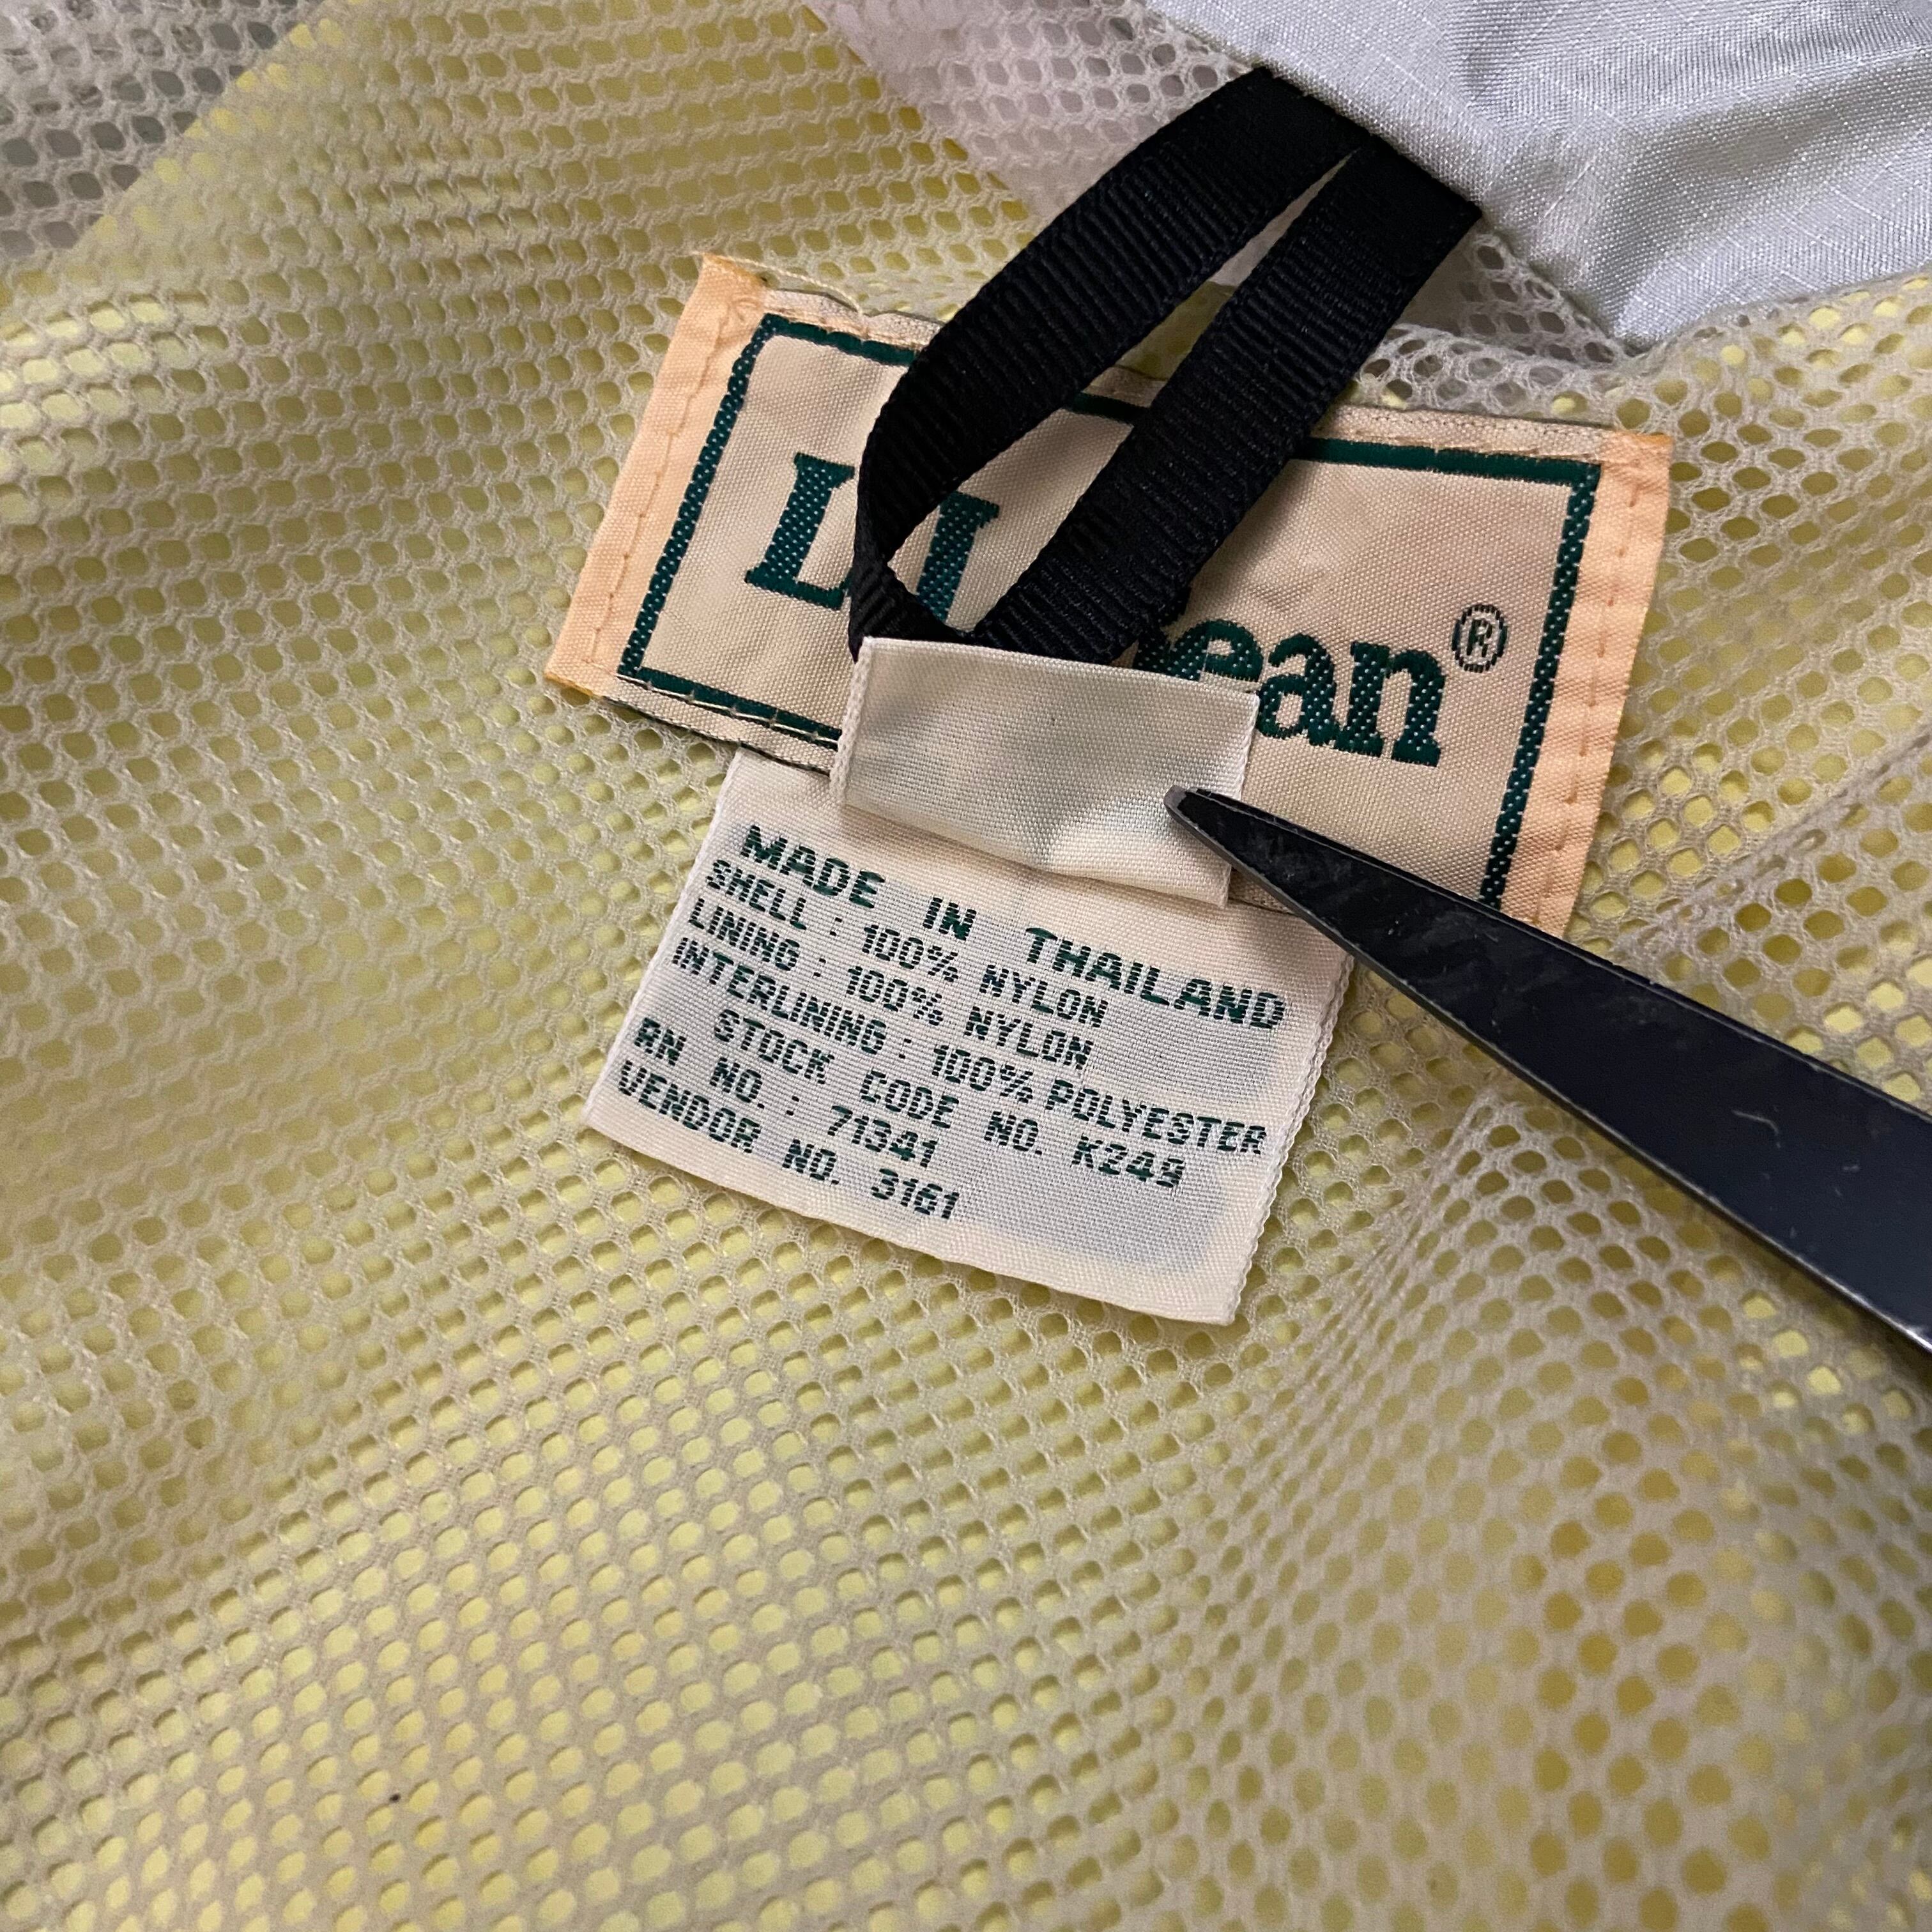 L.L.Bean®
MADE IN THAILAND
SHELL : 100% NYLON
LINING : 100% NYLON
INTERLINING : 100% POLYESTER
STOCK CODE NO. K249
RN NO. : 71341
VENDOR NO. 3161